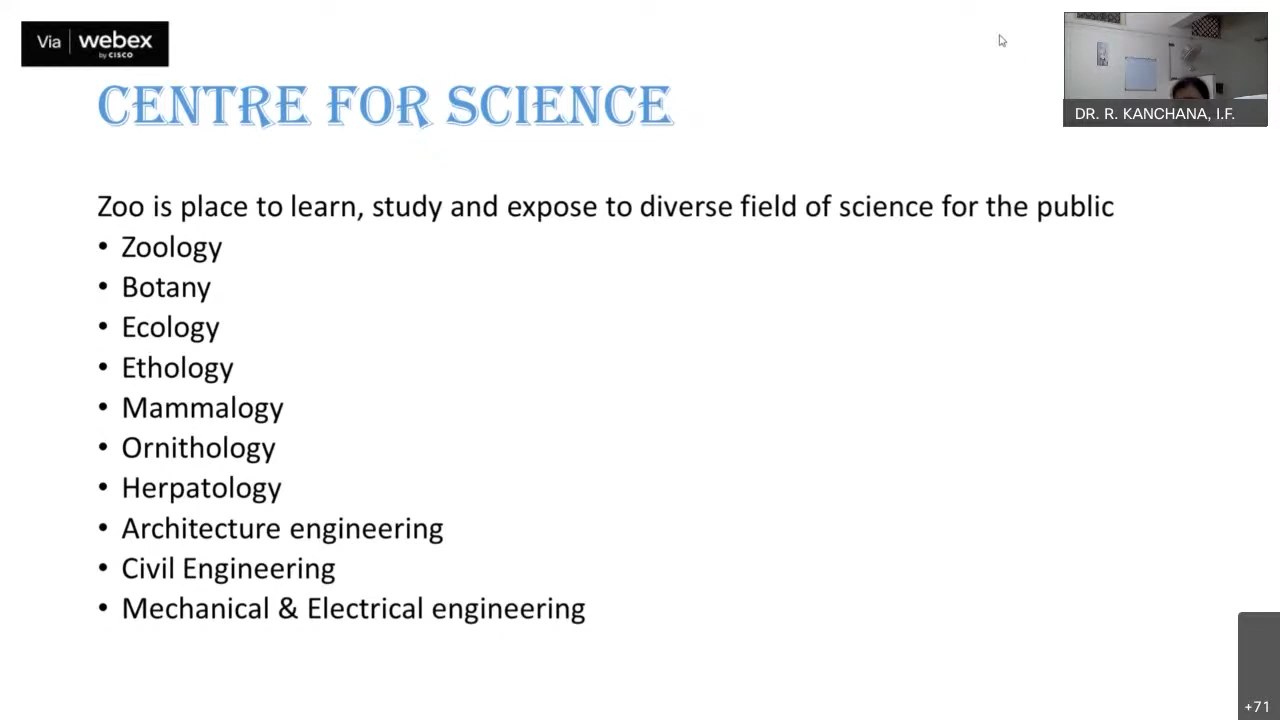 Via webex
by CISCO
CENTRE FOR SCIENCE
DR. R. KANCHANA, I.F.
Zoo is place to learn, study and expose to diverse field of science for the public
• Zoology
• Botany
• Ecology
• Ethology
• Mammalogy
• Ornithology
• Herpatology
• Architecture engineering
• Civil Engineering
• Mechanical & Electrical engineering
+71